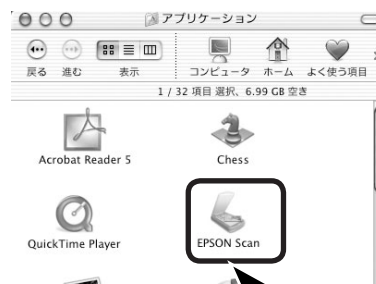 アプリケーション
戻る 進む 表示 コンピュータ ホーム よく使う項目
1 / 32 項目 選択、6.99 GB 空き
Acrobat Reader 5 Chess
QuickTime Player EPSON Scan